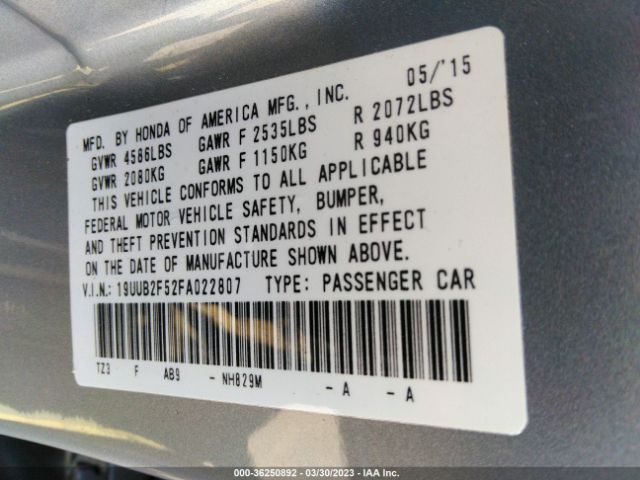 05/'15
MFD. BY HONDA OF AMERICA MFG., INC.
GVWR 4586LBS GAWR F 2535LBS R 2072LBS
GVWR 2080KG GAWR F 1150KG R 940KG
THIS VEHICLE CONFORMS TO ALL APPLICABLE
FEDERAL MOTOR VEHICLE SAFETY, BUMPER,
AND THEFT PREVENTION STANDARDS IN EFFECT
ON THE DATE OF MANUFACTURE SHOWN ABOVE.
V.I.N.: 19UUB2F52FA022807 TYPE: PASSENGER CAR
TZ3 F AB9 - NH829M - A - A
000-36250892 — 03/30/2023 — IAA Inc.